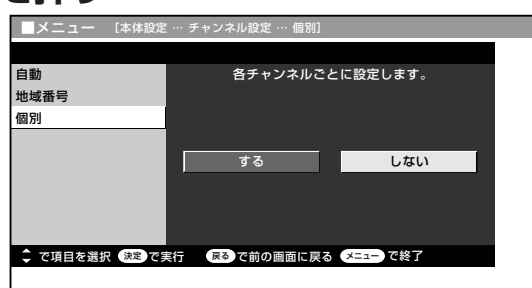 ■メニュー [本体設定 … チャンネル設定 … 個別]
自動
地域番号
個別
各チャンネルごとに設定します。
する しない
で項目を選択 決定 で実行 戻る で前の画面に戻る メニュー で終了